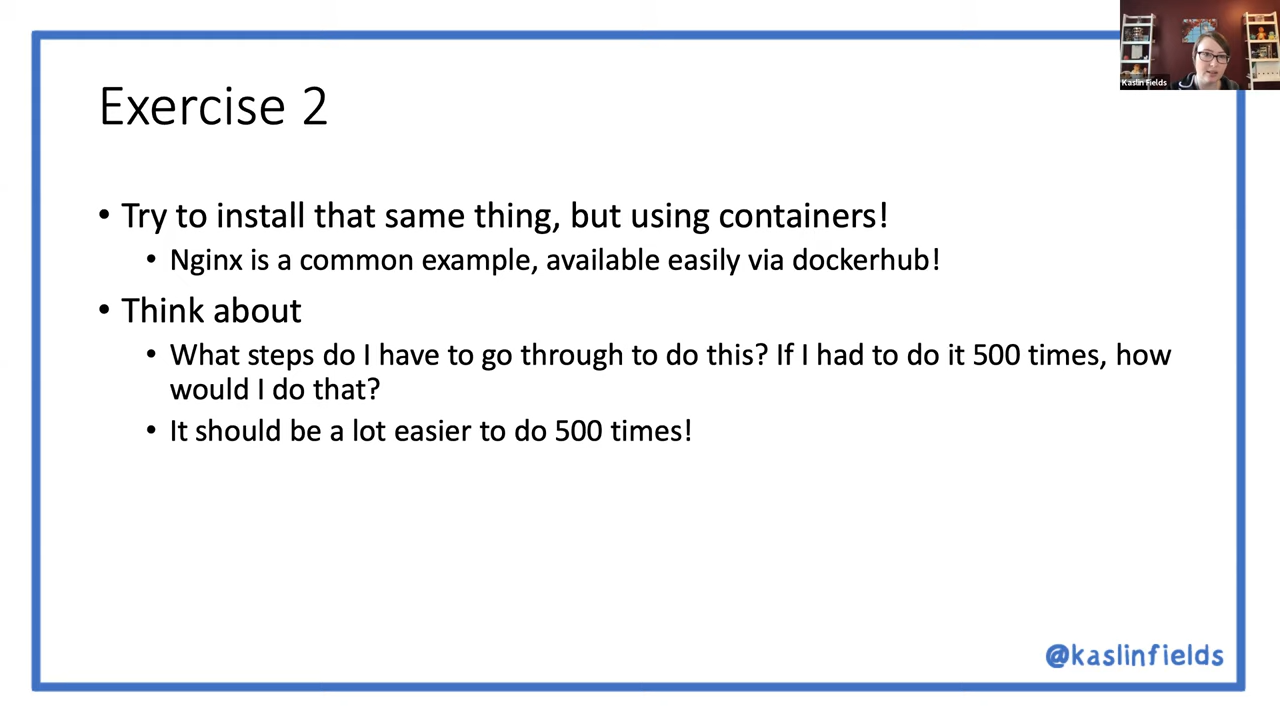 Kaslin Fields
Exercise 2
• Try to install that same thing, but using containers!
• Nginx is a common example, available easily via dockerhub!
• Think about
• What steps do I have to go through to do this? If I had to do it 500 times, how
would I do that?
• It should be a lot easier to do 500 times!
@kaslinfields